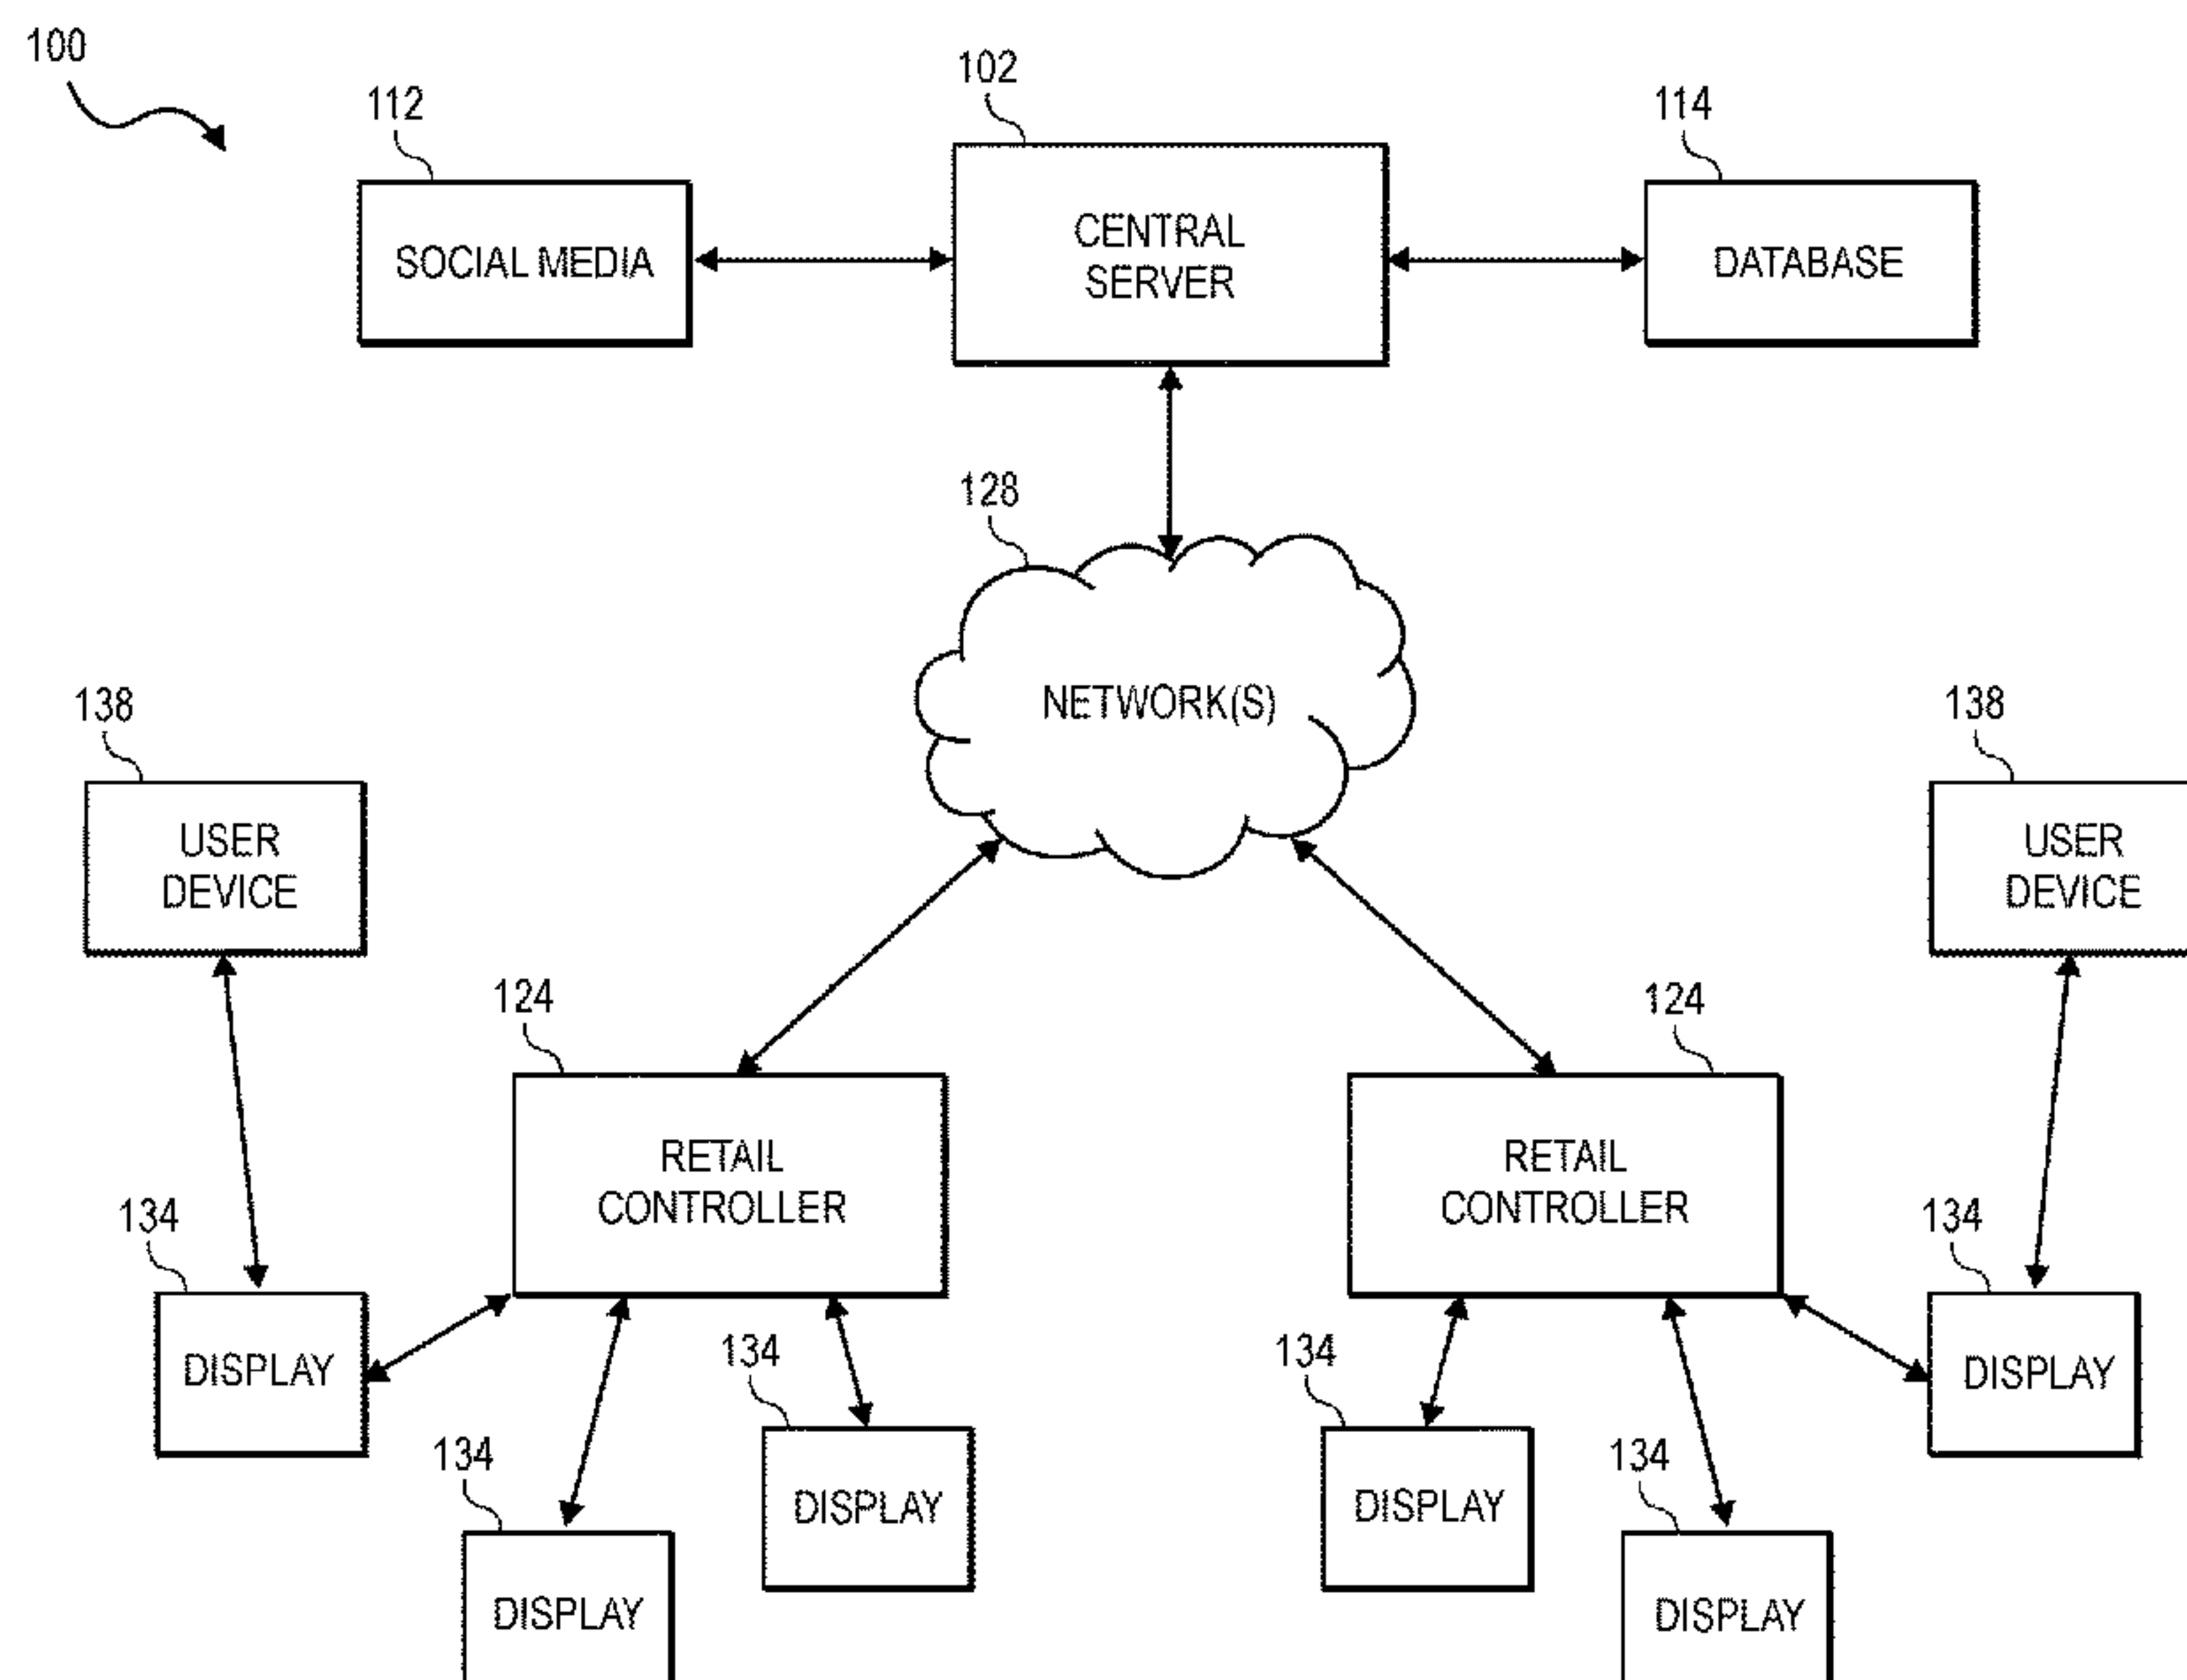 100
102
112
114
CENTRAL
SERVER
SOCIAL MEDIA
DATABASE
128
NETWORK(S)
138
138
USER
DEVICE
USER
DEVICE
124
124
RETAIL
CONTROLLER
RETAIL
CONTROLLER
134
134
DISPLAY
DISPLAY
134
134
134
134
DISPLAY
DISPLAY
DISPLAY
DISPLAY